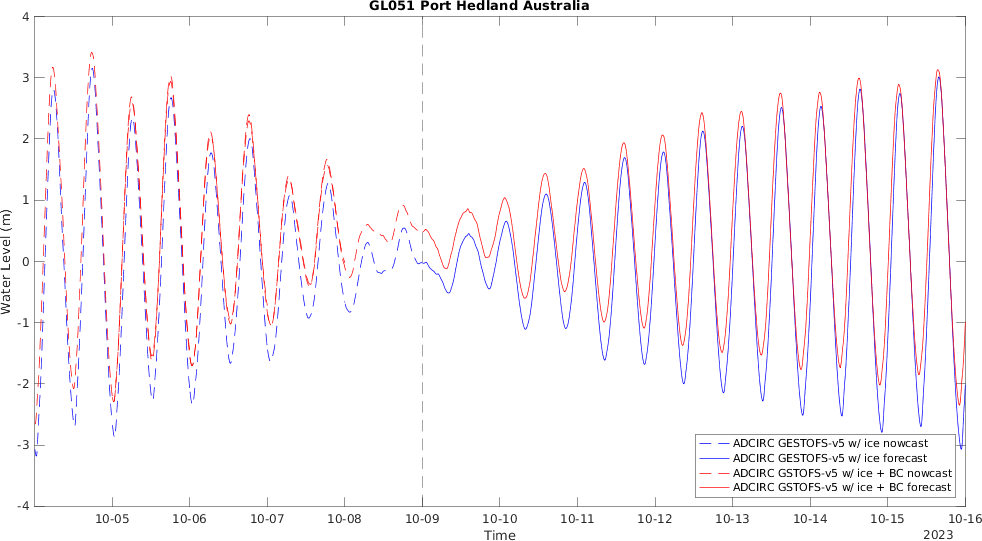 GL051 Port Hedland Australia
4
3
2
1
0
-1
-2
-3
-4
Water Level (m)
10-05 10-06 10-07 10-08 10-09 10-10 10-11 10-12 10-13 10-14 10-15 10-16
Time
2023
ADCIRC GESTOFS-v5 w/ ice nowcast
ADCIRC GESTOFS-v5 w/ ice forecast
ADCIRC GSTOFS-v5 w/ ice + BC nowcast
ADCIRC GSTOFS-v5 w/ ice + BC forecast